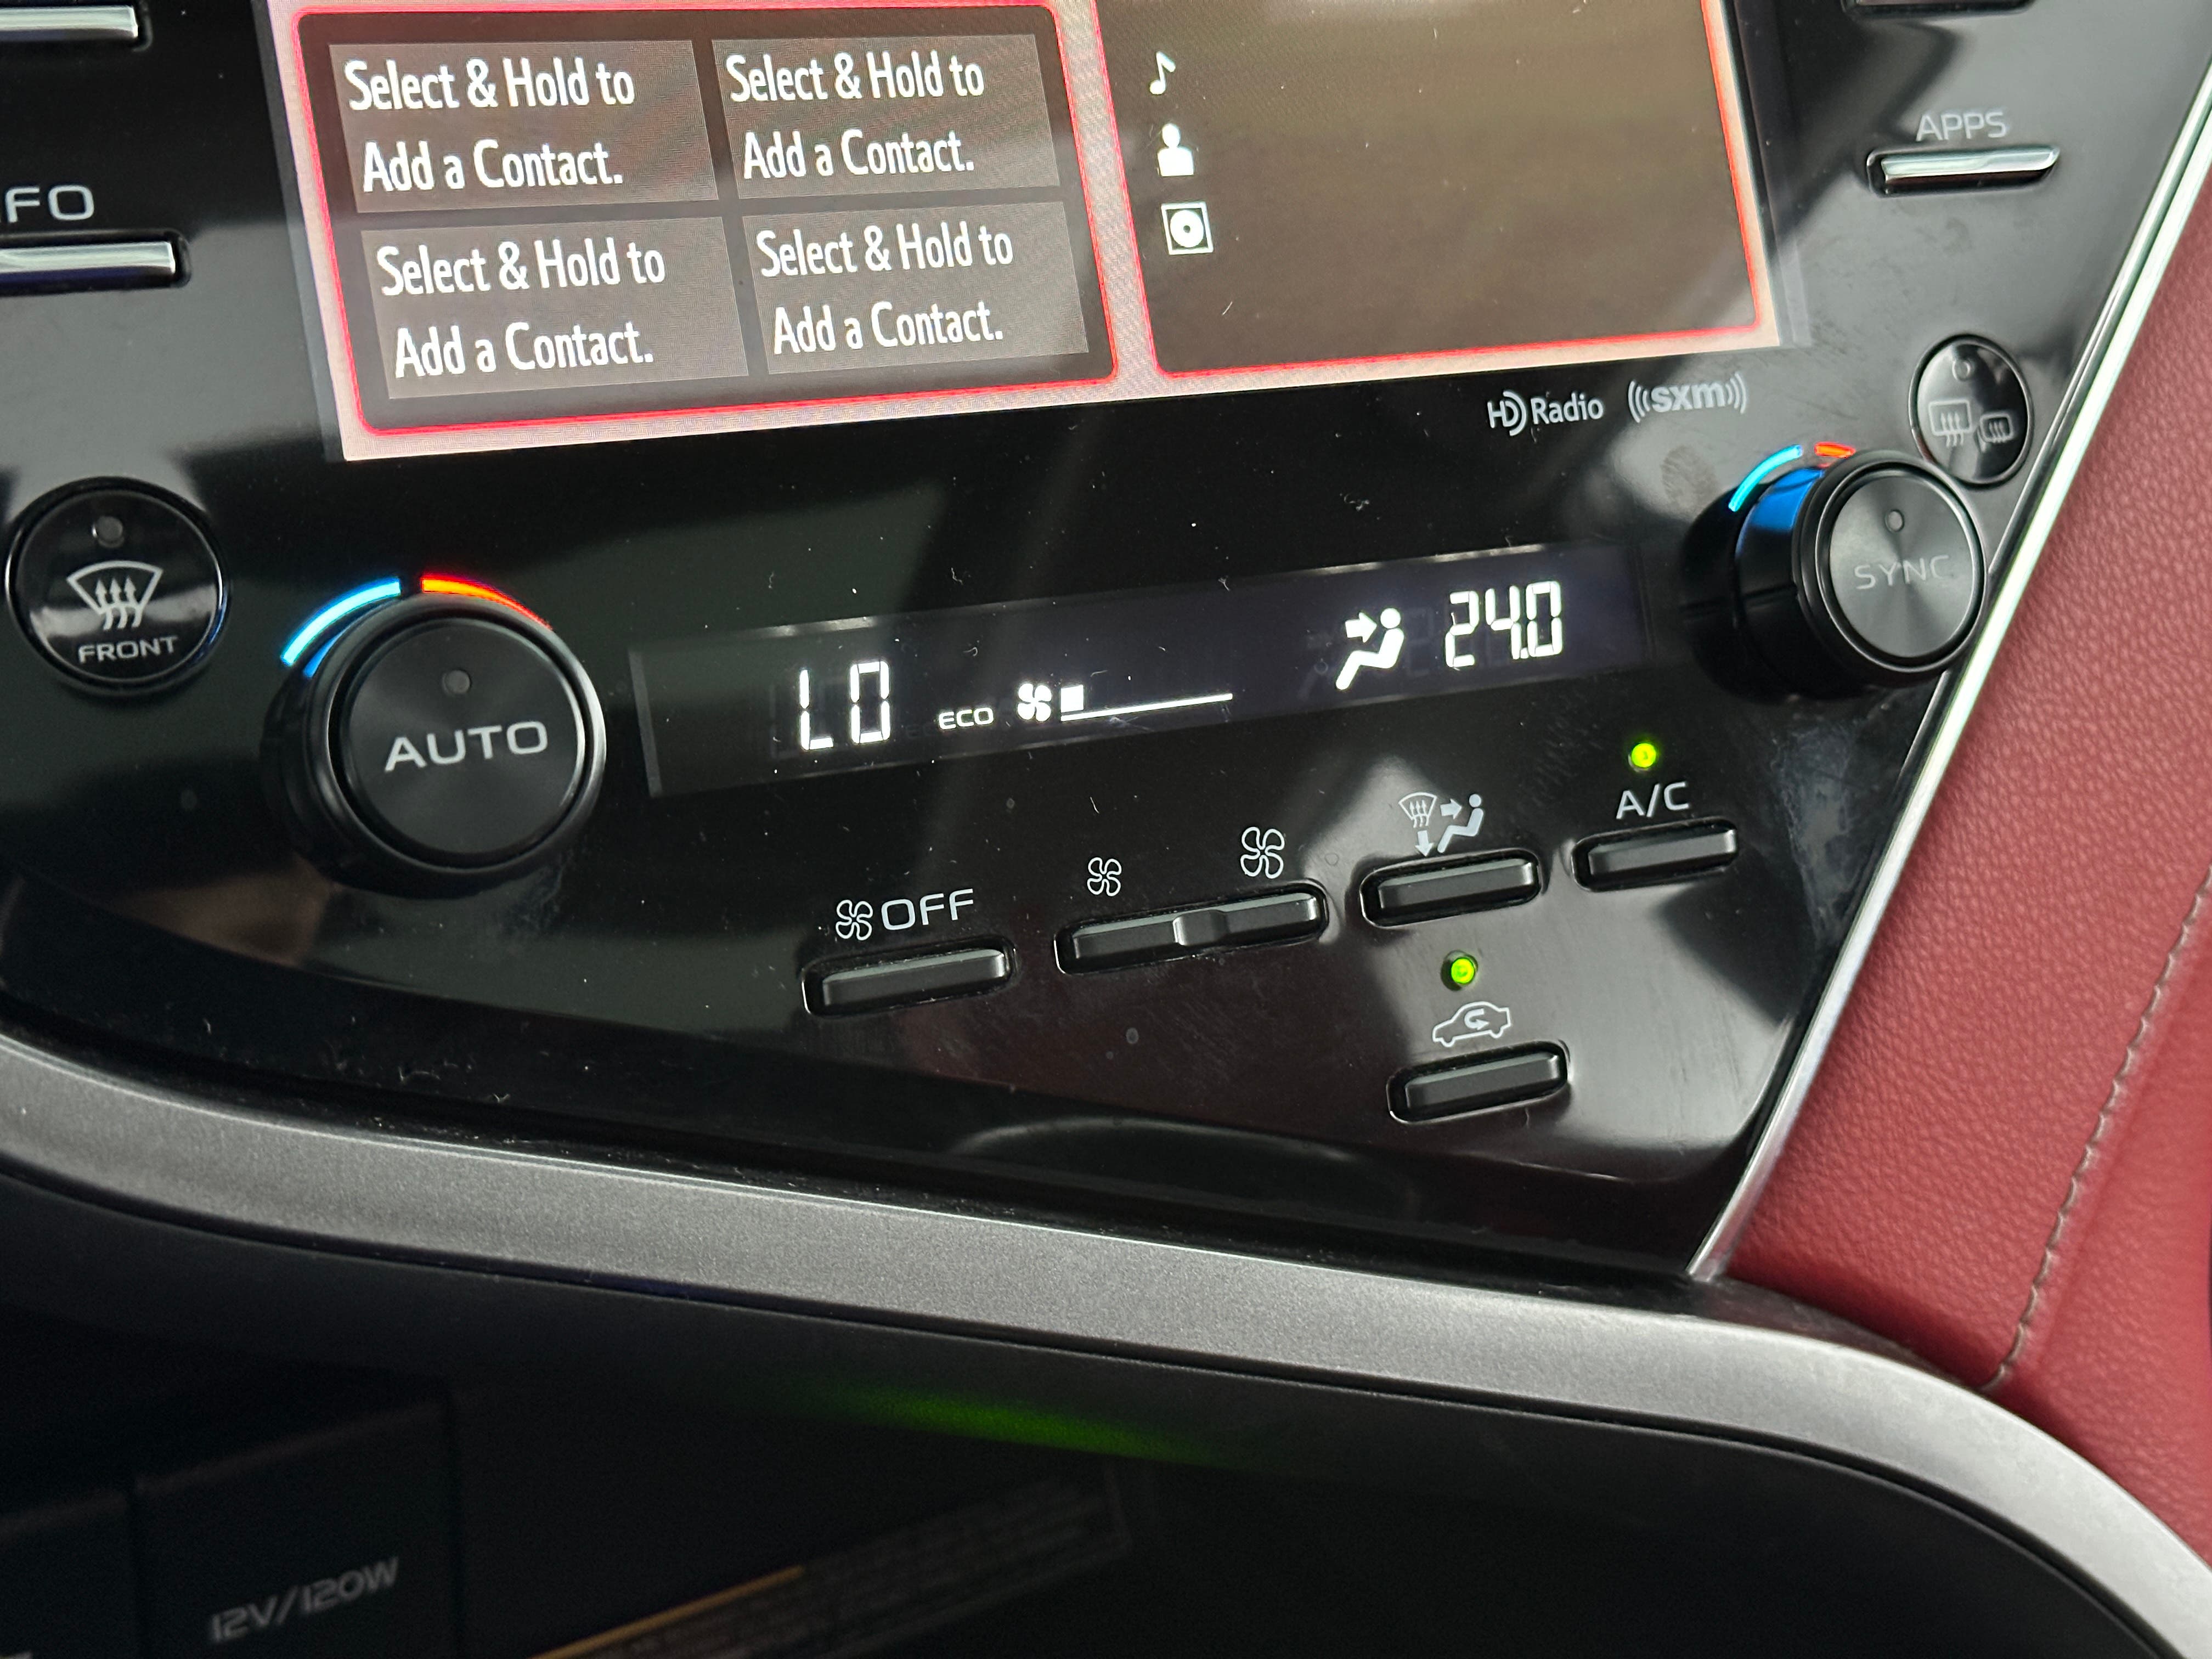 Select & Hold to
Add a Contact.
Select & Hold to
Add a Contact.
Select & Hold to
Add a Contact.
Select & Hold to
Add a Contact.
APPS
FO
HD Radio
((sxm))
FRONT
AUTO
LO
ECO
24.0
SYNC
A/C
OFF
12V/120W